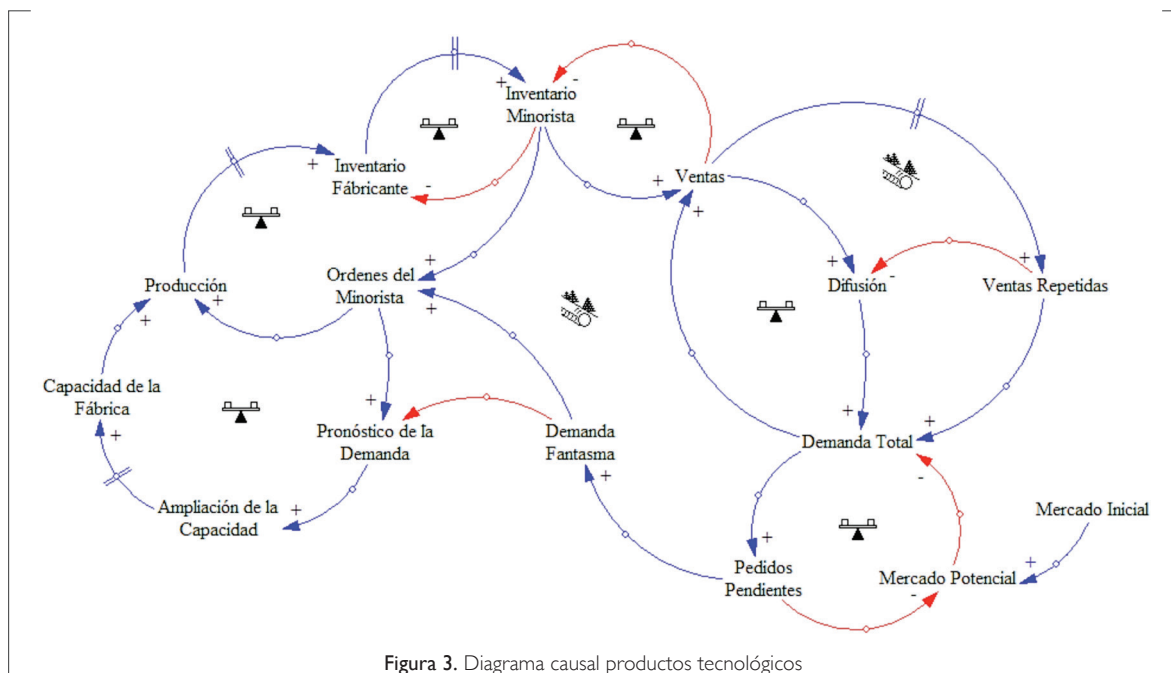 +
-
Inventario
Minorista
+
Inventario
Fábricante
-
+
Ventas
+
Producción
+
+
Ordenes del
Minorista
+
+
+
Difusión
-
+
Ventas Repetidas
Capacidad de la
Fábrica
+
+
Pronóstico de la
Demanda
Demanda
Fantasma
+
+
+
Demanda Total
-
Ampliación de la
Capacidad
+
Mercado Inicial
+
Pedidos
Pendientes
+
Mercado Potencial
-
Figura 3. Diagrama causal productos tecnológicos